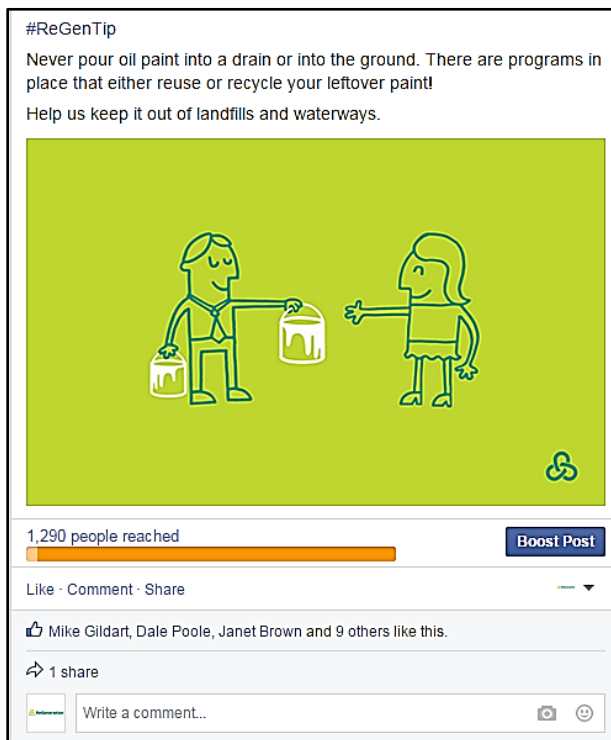 #ReGenTip
Never pour oil paint into a drain or into the ground. There are programs in
place that either reuse or recycle your leftover paint!
Help us keep it out of landfills and waterways.
1,290 people reached
Boost Post
Like · Comment · Share
Mike Gildart, Dale Poole, Janet Brown and 9 others like this.
1 share
Write a comment...